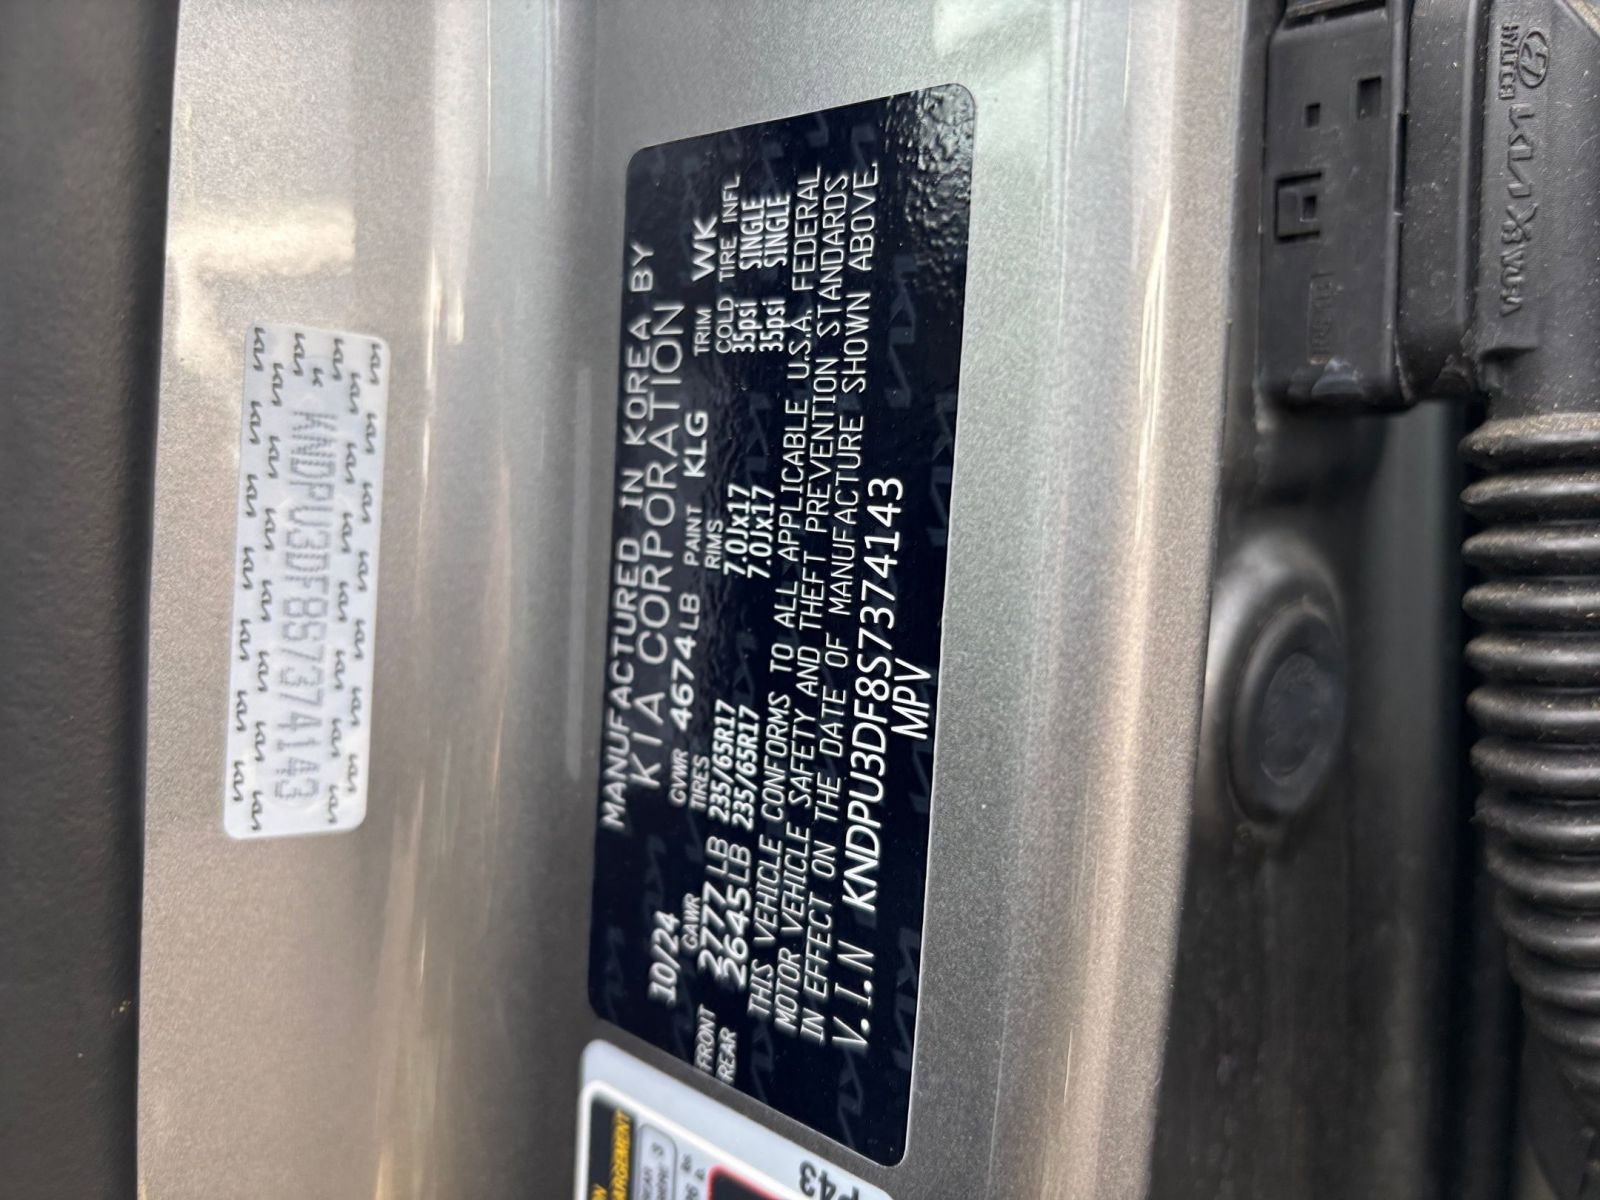 MANUFACTURED IN KOREA BY
KIA CORPORATION
10/24 GVWR 4674LB PAINT KLG TRIM WK
GAWR TIRES RIMS COLD TIRE INFL
FRONT 2777LB 235/65R17 7.0Jx17 35psi SINGLE
REAR 2645LB 235/65R17 7.0Jx17 35psi SINGLE
THIS VEHICLE CONFORMS TO ALL APPLICABLE U.S.A. FEDERAL
MOTOR VEHICLE SAFETY AND THEFT PREVENTION STANDARDS
IN EFFECT ON THE DATE OF MANUFACTURE SHOWN ABOVE.
V.I.N KNDPU3DF8S7374143
MPV
KNDPU3DF8S7374143
KIA
P43